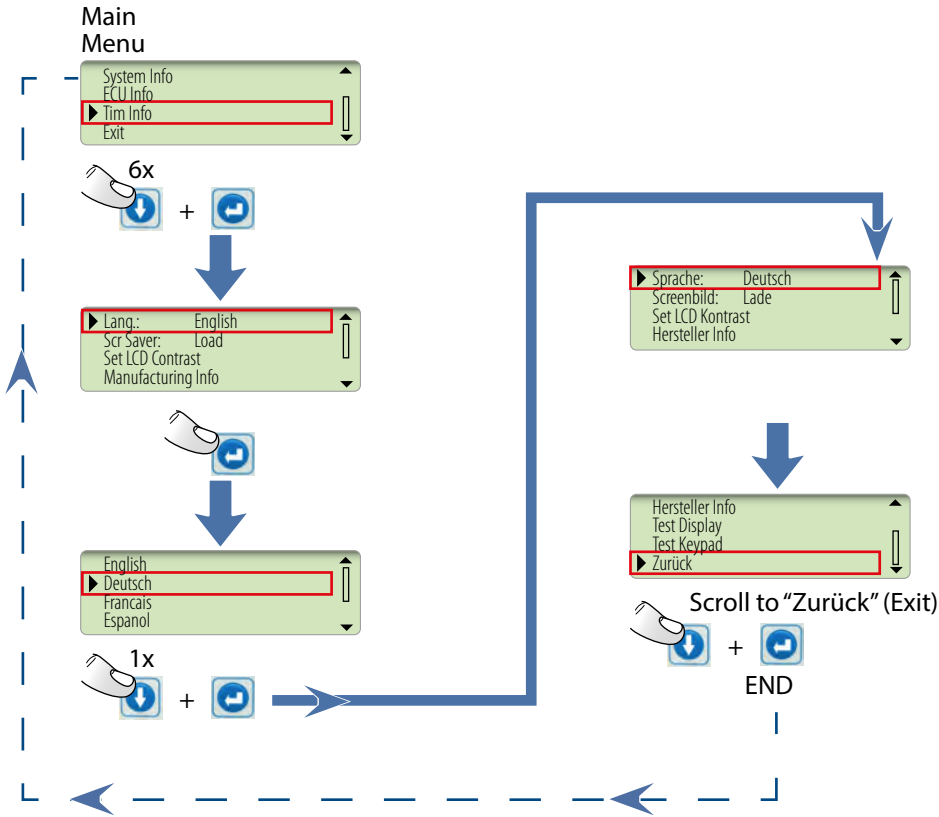 Main
Menu
System Info
ECU Info
Tim Info
Exit
6x
+
Lang.: English
Scr Saver: Load
Set LCD Contrast
Manufacturing Info
English
Deutsch
Francais
Espanol
1x
+
Sprache: Deutsch
Screenbild: Lade
Set LCD Kontrast
Hersteller Info
Hersteller Info
Test Display
Test Keypad
Zurück
Scroll to "Zurück" (Exit)
+
END